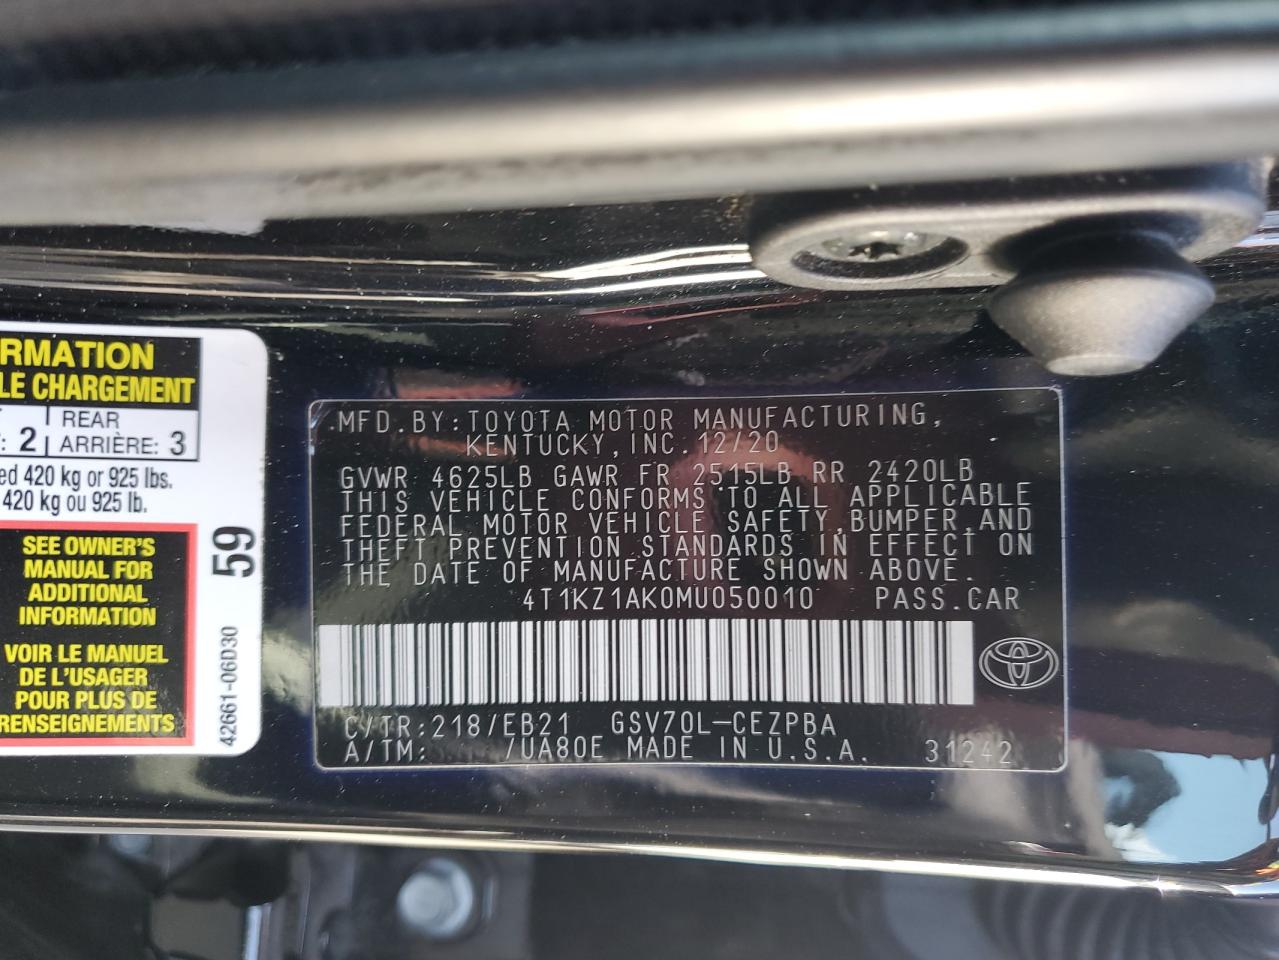 RMATION
LE CHARGEMENT
: 2 | REAR ARRIÈRE: 3
ed 420 kg or 925 lbs.
420 kg ou 925 lb.
SEE OWNER'S
MANUAL FOR
ADDITIONAL
INFORMATION
VOIR LE MANUEL
DE L'USAGER
POUR PLUS DE
RENSEIGNEMENTS
59
42661-06D30
MFD.BY:TOYOTA MOTOR MANUFACTURING,
KENTUCKY,INC.12/20
GVWR 4625LB GAWR FR 2515LB RR 2420LB
THIS VEHICLE CONFORMS TO ALL APPLICABLE
FEDERAL MOTOR VEHICLE SAFETY,BUMPER,AND
THEFT PREVENTION STANDARDS IN EFFECT ON
THE DATE OF MANUFACTURE SHOWN ABOVE.
4T1KZ1AK0MU050010 PASS.CAR
C/TR:218/EB21 GSV70L-CEZPBA
A/TM: /UA80E MADE IN U.S.A. 31242